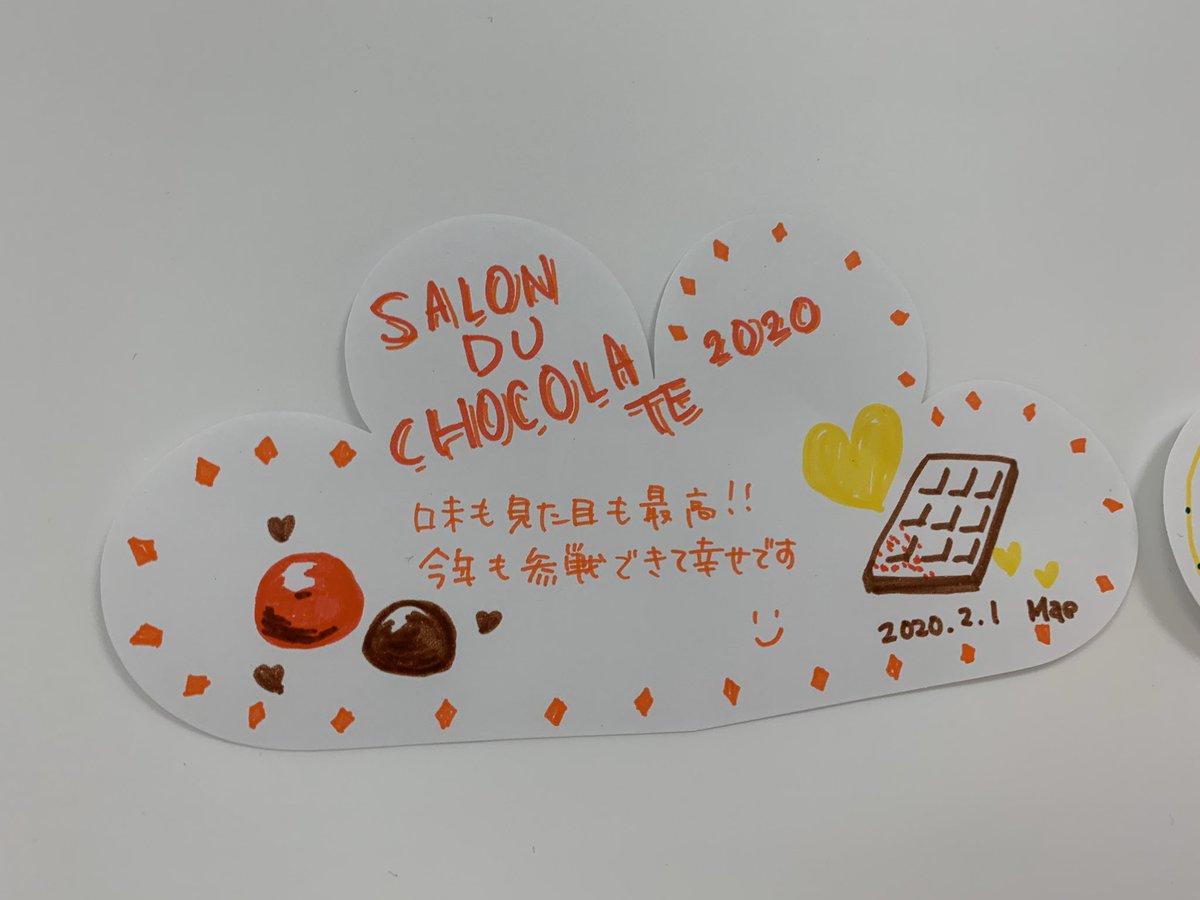 SALON
DU
CHOCOLATE
2020
味も見た目も最高!!
今年も参戦できて幸せです
2020.2.1 Mae